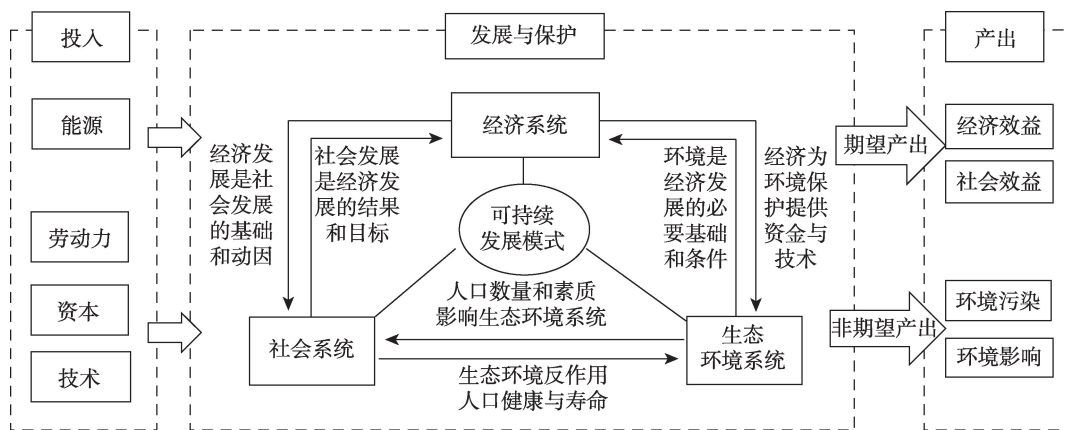 投入
能源
劳动力
资本
技术
发展与保护
经济系统
经济发
展是社
会发展
的基础
和动因
社会发展
是经济发
展的结果
和目标
可持续
发展模式
环境是
经济发
展的必
要基础
和条件
经济为
环境保
护提供
资金与
技术
人口数量和素质
影响生态环境系统
社会系统
生态
环境系统
生态环境反作用
人口健康与寿命
期望产出
非期望产出
产出
经济效益
社会效益
环境污染
环境影响